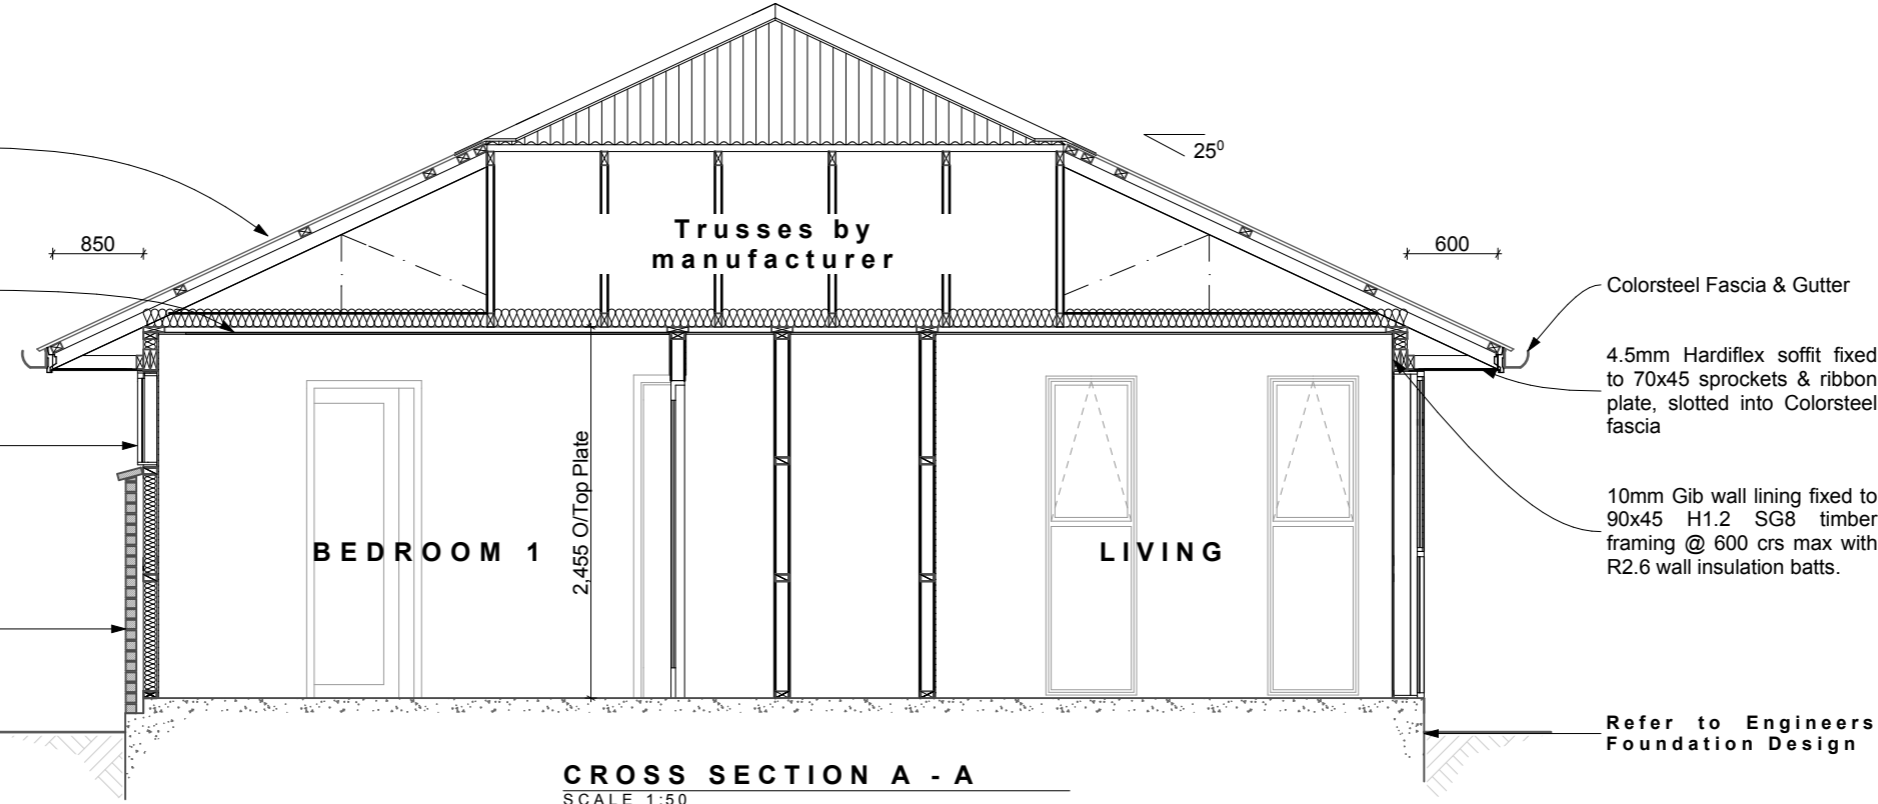 25⁰
Trusses by
manufacturer
850
600
Colorsteel Fascia & Gutter
4.5mm Hardiflex soffit fixed
to 70x45 sprockets & ribbon
plate, slotted into Colorsteel
fascia
10mm Gib wall lining fixed to
90x45 H1.2 SG8 timber
framing @ 600 crs max with
R2.6 wall insulation batts.
BEDROOM 1
2,455 O/Top Plate
LIVING
Refer to Engineers
Foundation Design
CROSS SECTION A - A
SCALE 1:50